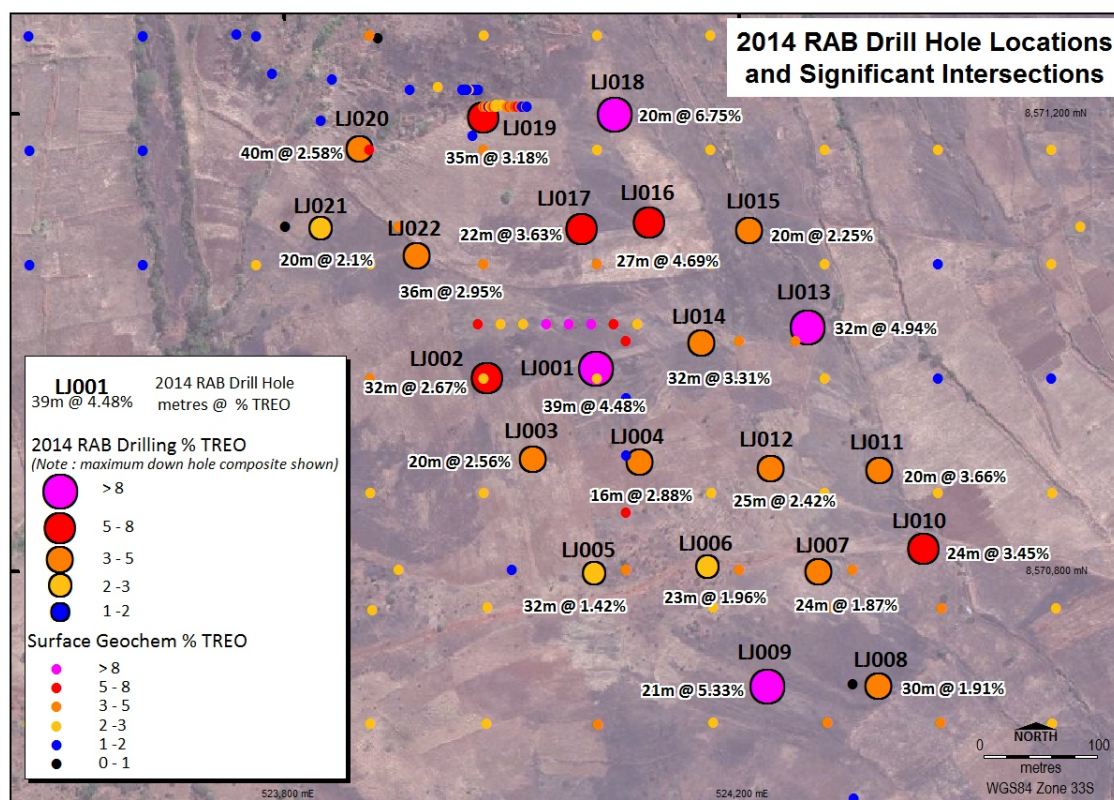 2014 RAB Drill Hole Locations
and Significant Intersections
LJ018
20m @ 6.75%
8,571,200 mN
LJ020
40m @ 2.58%
LJ019
35m @ 3.18%
LJ021
20m @ 2.1%
LJ022
36m @ 2.95%
LJ017
22m @ 3.63%
LJ016
27m @ 4.69%
LJ015
20m @ 2.25%
LJ013
32m @ 4.94%
LJ014
32m @ 3.31%
LJ002
32m @ 2.67%
LJ001
39m @ 4.48%
LJ003
20m @ 2.56%
LJ004
16m @ 2.88%
LJ012
25m @ 2.42%
LJ011
20m @ 3.66%
LJ010
24m @ 3.45%
LJ005
32m @ 1.42%
LJ006
23m @ 1.96%
LJ007
24m @ 1.87%
8,570,800 mN
LJ009
21m @ 5.33%
LJ008
30m @ 1.91%
LJ001
39m @ 4.48%
2014 RAB Drill Hole
metres @ % TREO
2014 RAB Drilling % TREO
(Note : maximum down hole composite shown)
> 8
5 - 8
3 - 5
2 - 3
1 - 2
Surface Geochem % TREO
> 8
5 - 8
3 - 5
2 - 3
1 - 2
0 - 1
523,800 mE
524,200 mE
NORTH
0 100
metres
WGS84 Zone 33S